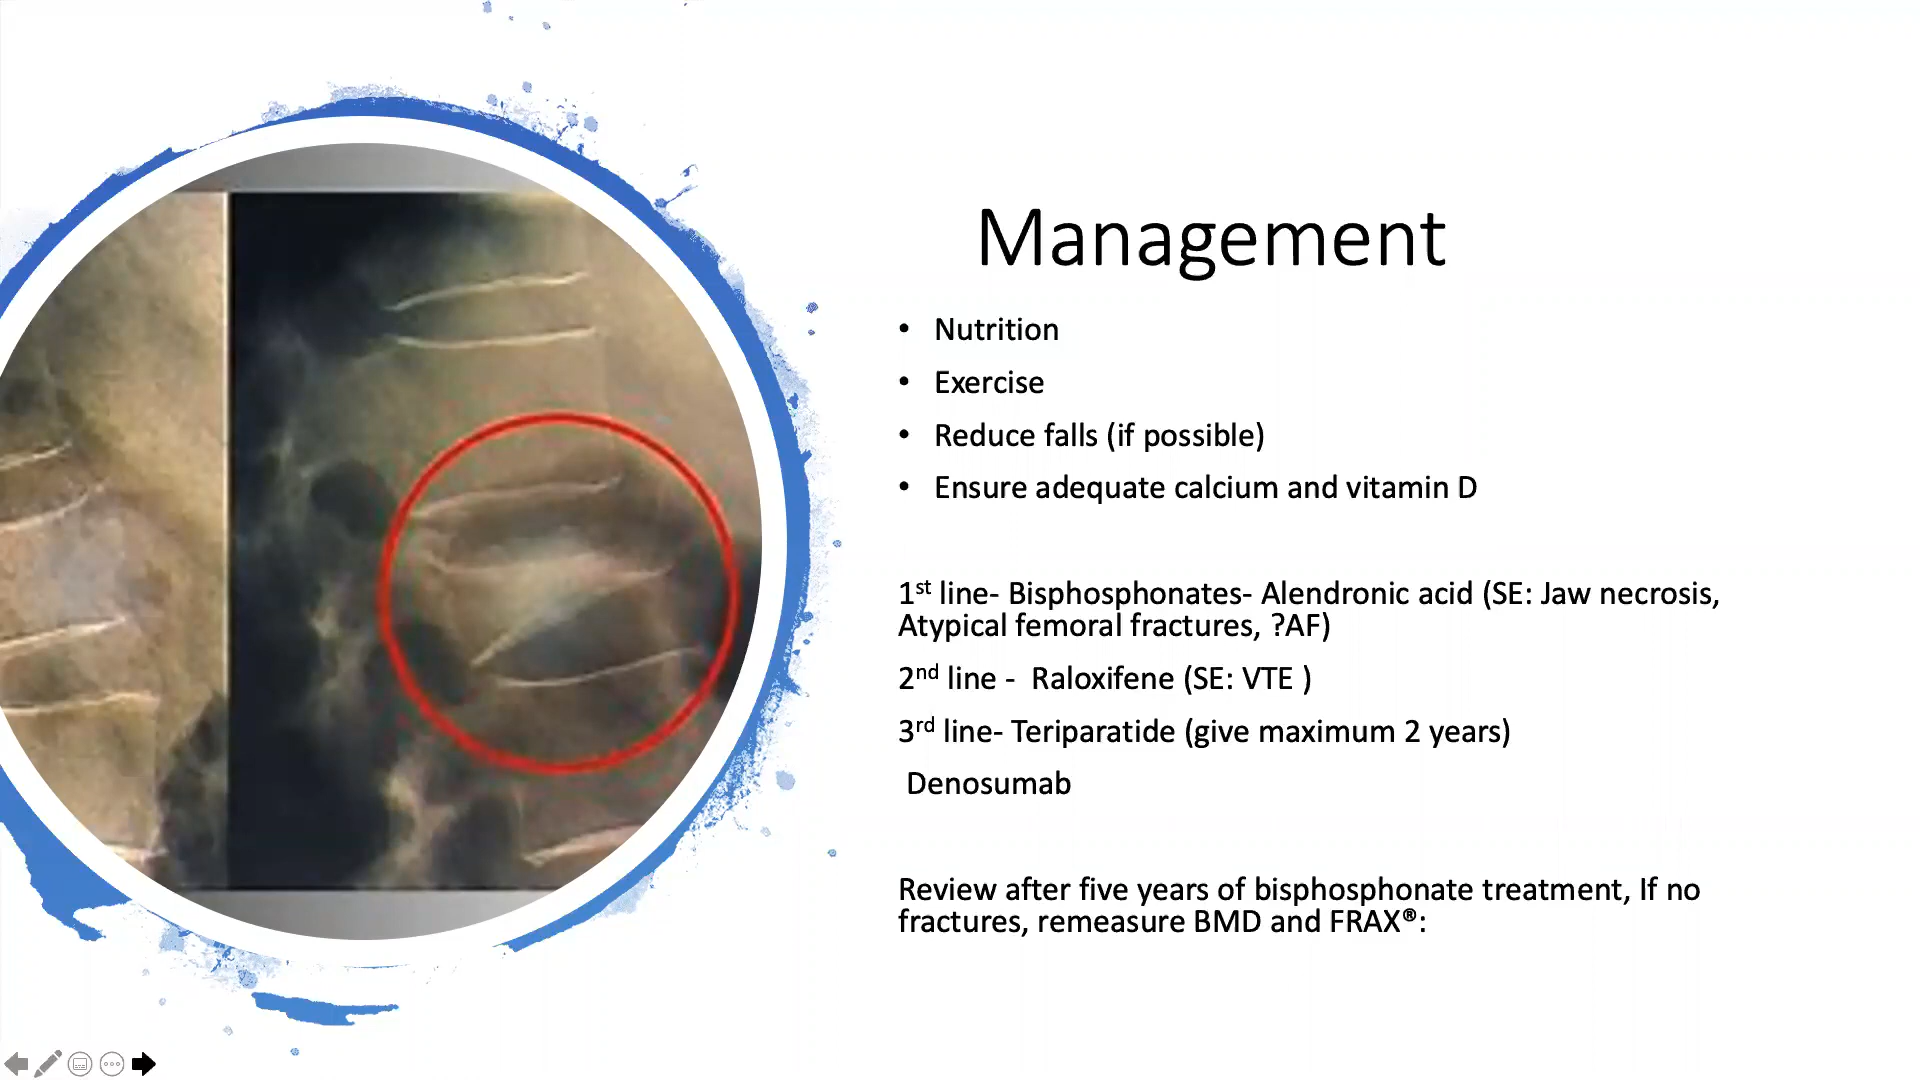 Management
• Nutrition
• Exercise
• Reduce falls (if possible)
• Ensure adequate calcium and vitamin D
1st line- Bisphosphonates- Alendronic acid (SE: Jaw necrosis,
Atypical femoral fractures, ?AF)
2nd line -  Raloxifene (SE: VTE )
3rd line- Teriparatide (give maximum 2 years)
Denosumab
Review after five years of bisphosphonate treatment, If no
fractures, remeasure BMD and FRAX®: